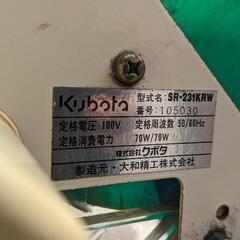 Kubota 型式名: SR-231KRW
番号: 105030
定格電圧 100V 定格周波数 50/60Hz
定格消費電力 70W/70W
株式会社クボタ
製造元・大和精工株式会社